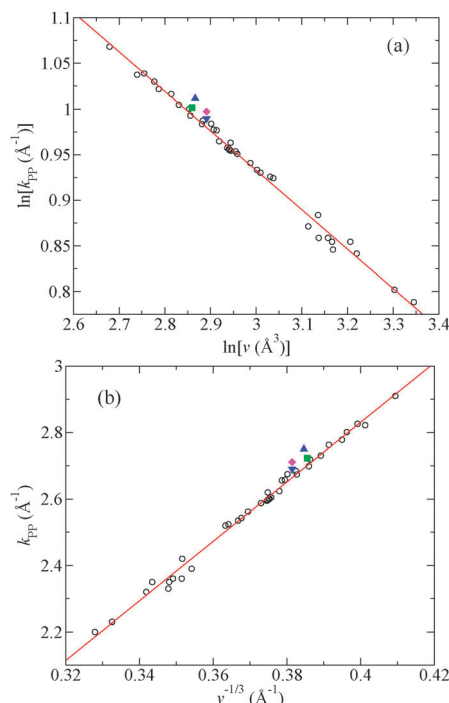 1.1
(a)
1.05
1
0.95
0.9
0.85
0.8
ln[k_PP (Å⁻¹)]
2.6 2.7 2.8 2.9 3 3.1 3.2 3.3 3.4
ln[v (Å³)]
3
(b)
2.8
2.6
2.4
2.2
k_PP (Å⁻¹)
0.32 0.34 0.36 0.38 0.4 0.42
v⁻¹/³ (Å⁻¹)